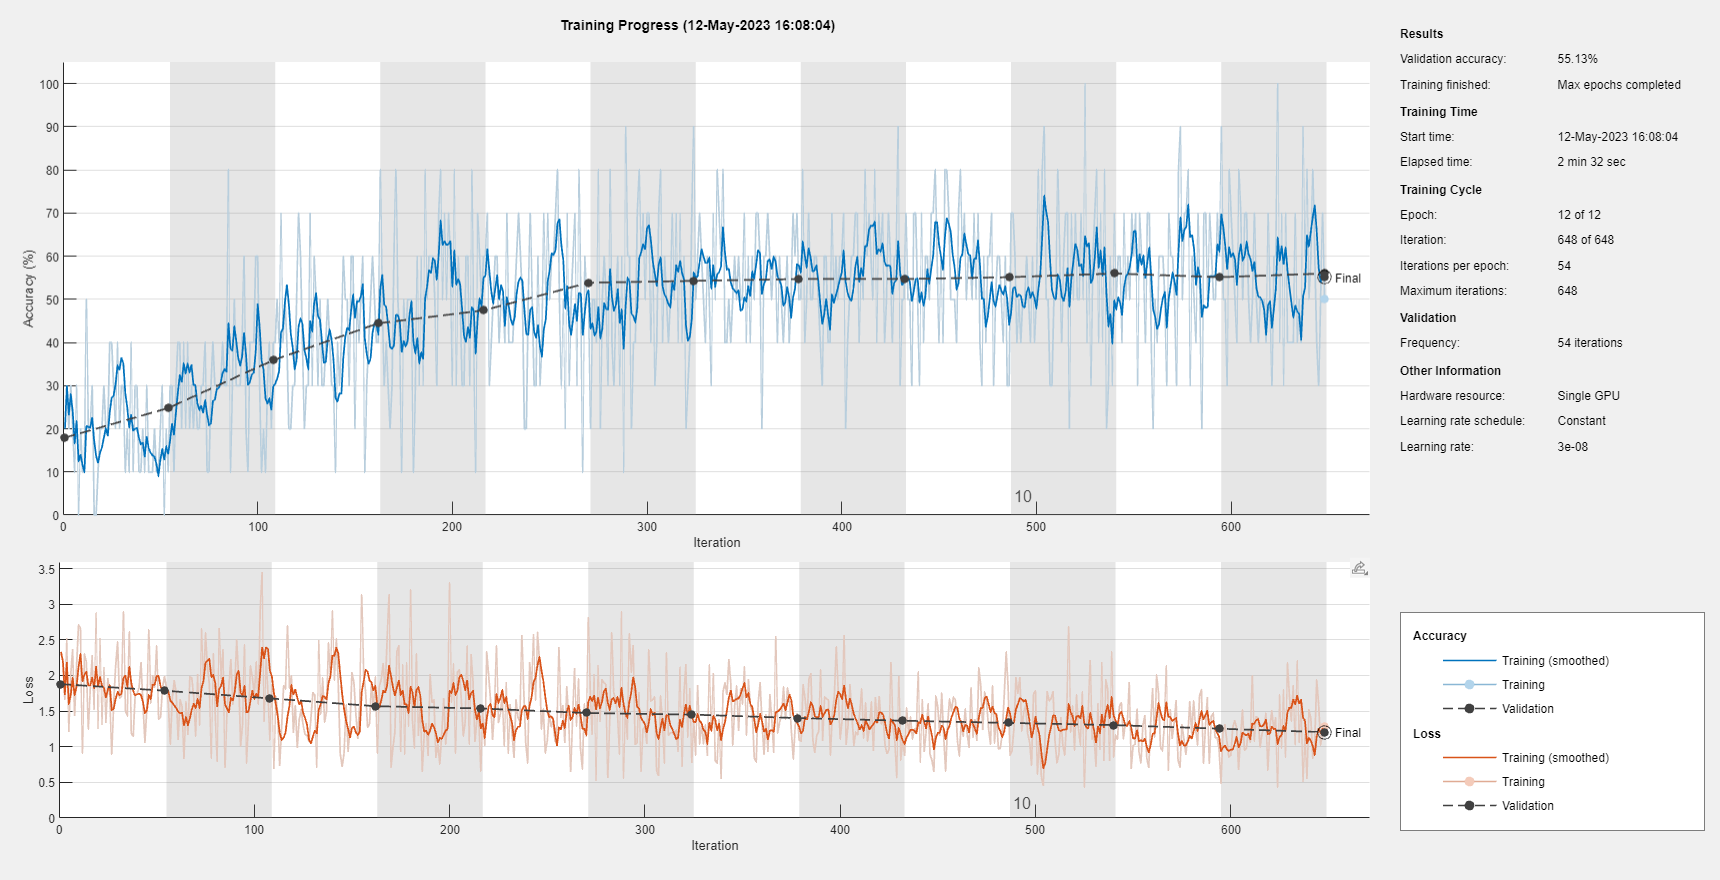 Training Progress (12-May-2023 16:08:04)
Accuracy (%)
100
90
80
70
60
50
40
30
20
10
0
Final
10
0 100 200 300 400 500 600
Iteration
Loss
3.5
3
2.5
2
1.5
1
0.5
0
Final
10
0 100 200 300 400 500 600
Iteration
Results
Validation accuracy: 55.13%
Training finished: Max epochs completed
Training Time
Start time: 12-May-2023 16:08:04
Elapsed time: 2 min 32 sec
Training Cycle
Epoch: 12 of 12
Iteration: 648 of 648
Iterations per epoch: 54
Maximum iterations: 648
Validation
Frequency: 54 iterations
Other Information
Hardware resource: Single GPU
Learning rate schedule: Constant
Learning rate: 3e-08
Accuracy
Training (smoothed)
Training
Validation
Loss
Training (smoothed)
Training
Validation